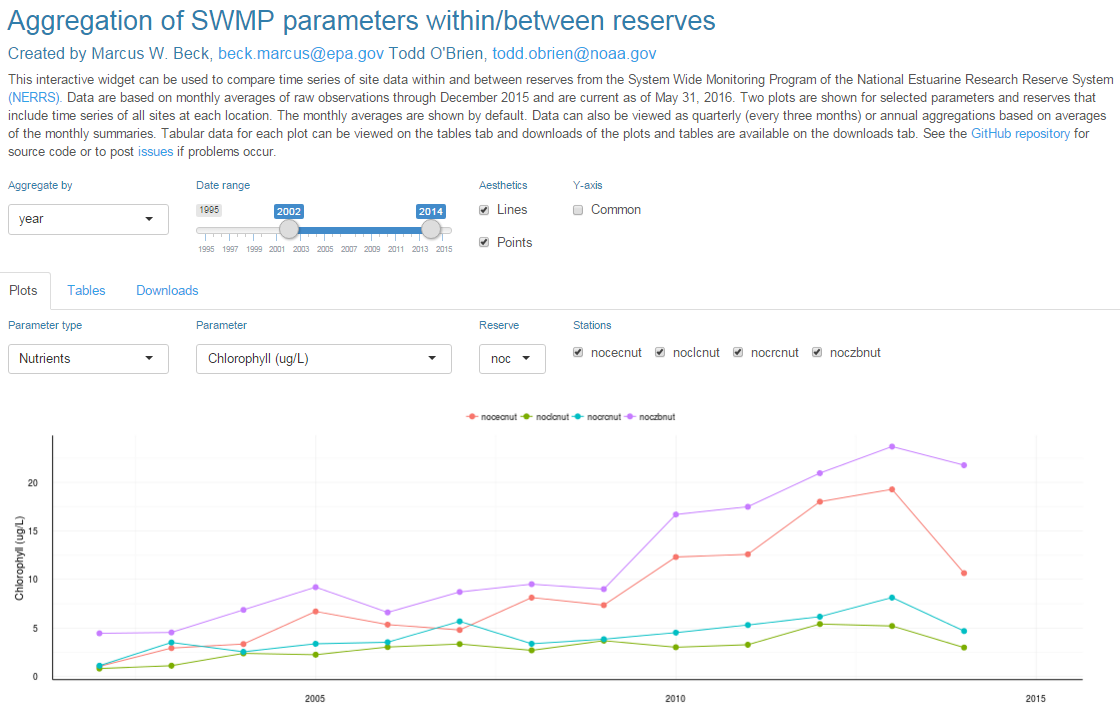 Aggregation of SWMP parameters within/between reserves
Created by Marcus W. Beck, beck.marcus@epa.gov Todd O'Brien, todd.obrien@noaa.gov
This interactive widget can be used to compare time series of site data within and between reserves from the System Wide Monitoring Program of the National Estuarine Research Reserve System
(NERRS). Data are based on monthly averages of raw observations through December 2015 and are current as of May 31, 2016. Two plots are shown for selected parameters and reserves that
include time series of all sites at each location. The monthly averages are shown by default. Data can also be viewed as quarterly (every three months) or annual aggregations based on averages
of the monthly summaries. Tabular data for each plot can be viewed on the tables tab and downloads of the plots and tables are available on the downloads tab. See the GitHub repository for
source code or to post issues if problems occur.
Aggregate by Date range Aesthetics Y-axis
year 1995 2002 2014 Lines Common
1995 1997 1999 2001 2003 2005 2007 2009 2011 2013 2015
Points
Plots Tables Downloads
Parameter type Parameter Reserve Stations
Nutrients Chlorophyll (ug/L) noc nocecnut noclcnut nocrcnut noczbnut
nocecnut noclcnut nocrcnut noczbnut
Chlorophyll (ug/L)
20
15
10
5
0
2005 2010 2015